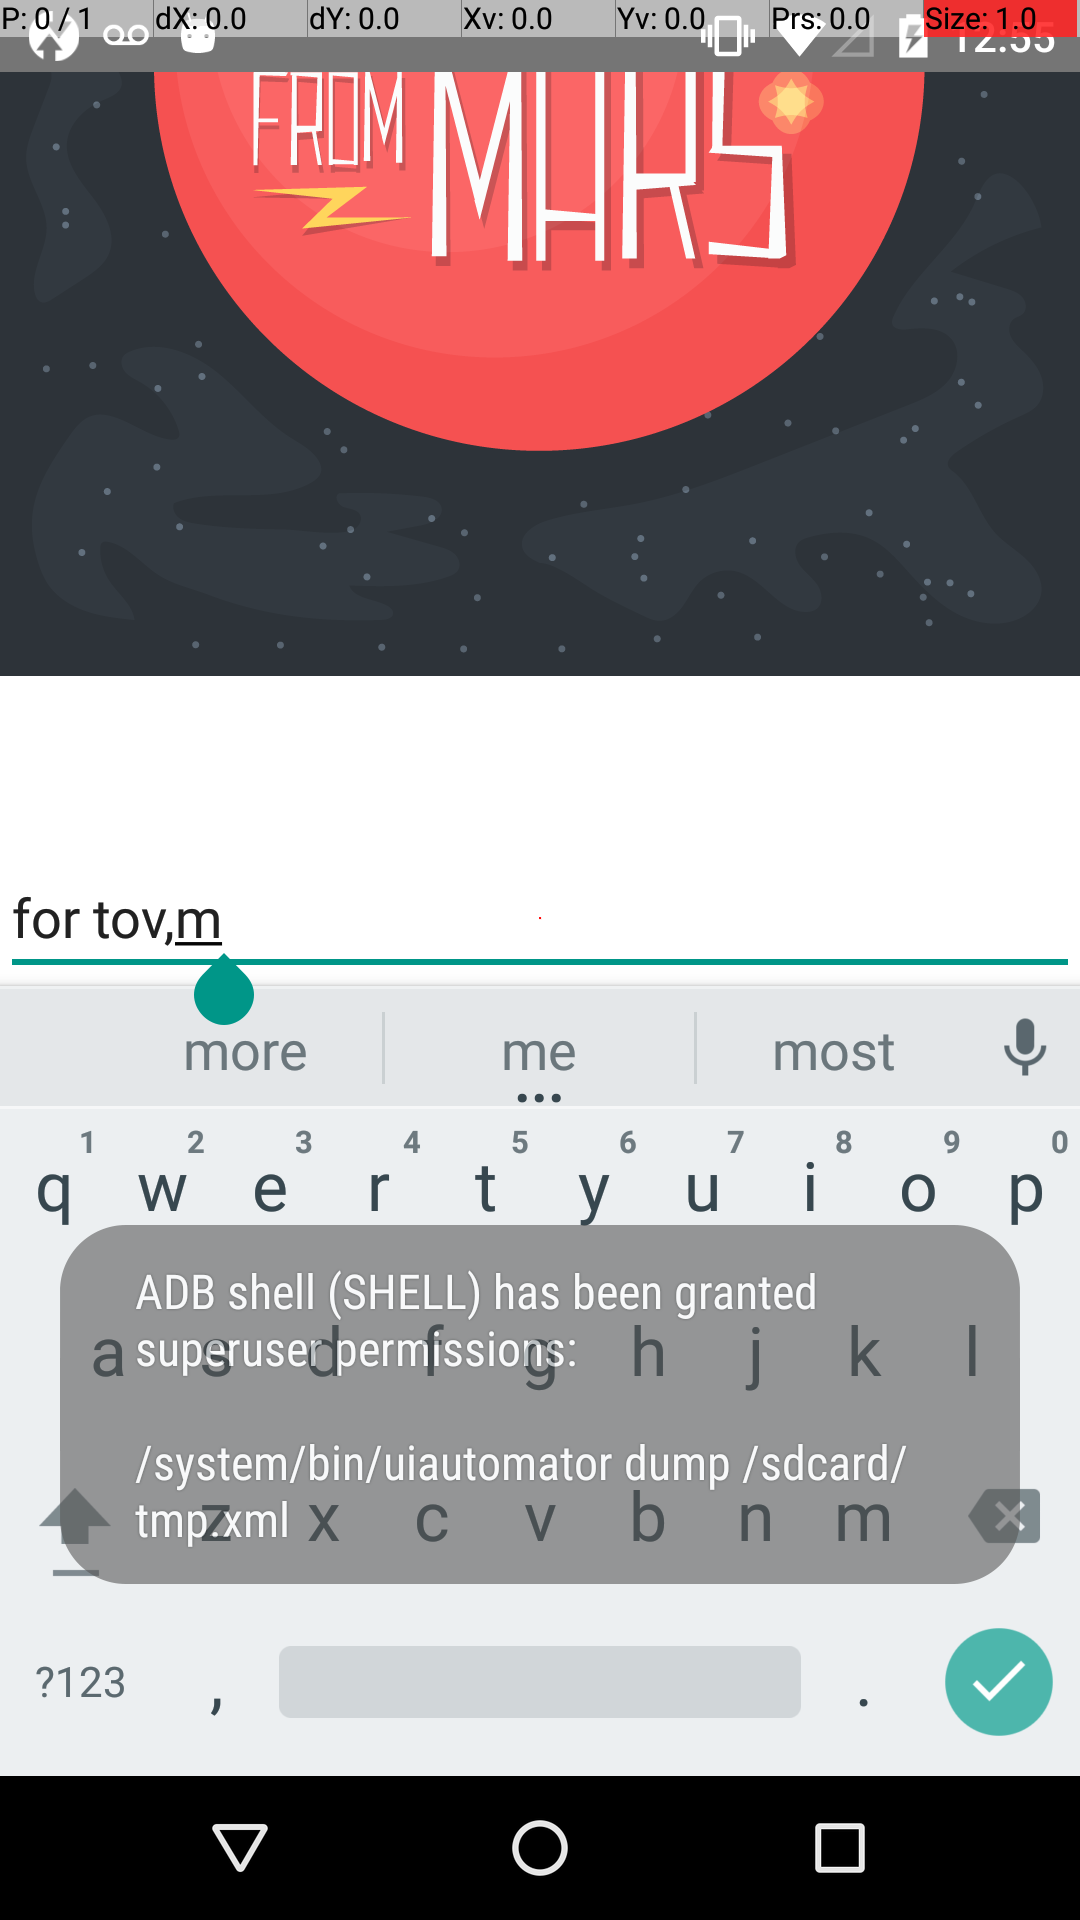 P: 0 / 1 dX: 0.0 dY: 0.0 Xv: 0.0 Yv: 0.0 Prs: 0.0 Size: 1.0
12:55
FROM MARS
for tov,m
more me most
1 2 3 4 5 6 7 8 9 0
q w e r t y u i o p
ADB shell (SHELL) has been granted
superuser permissions:
a s d f g h j k l
/system/bin/uiautomator dump /sdcard/
tmp.xml
z x c v b n m
?123 , .